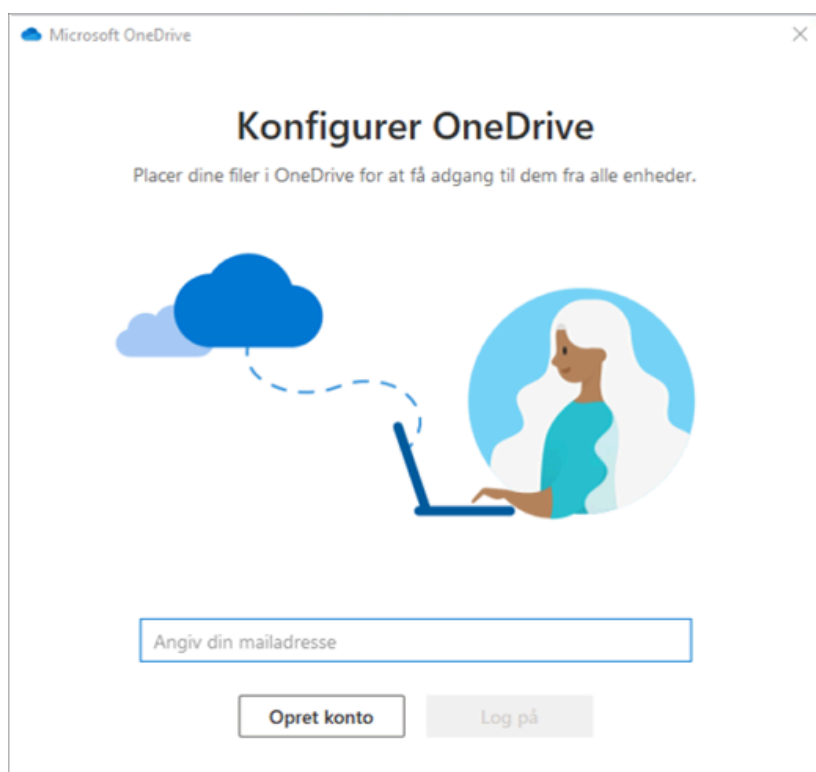 Microsoft OneDrive
Konfigurer OneDrive
Placer dine filer i OneDrive for at få adgang til dem fra alle enheder.
Angiv din mailadresse
Opret konto
Log på